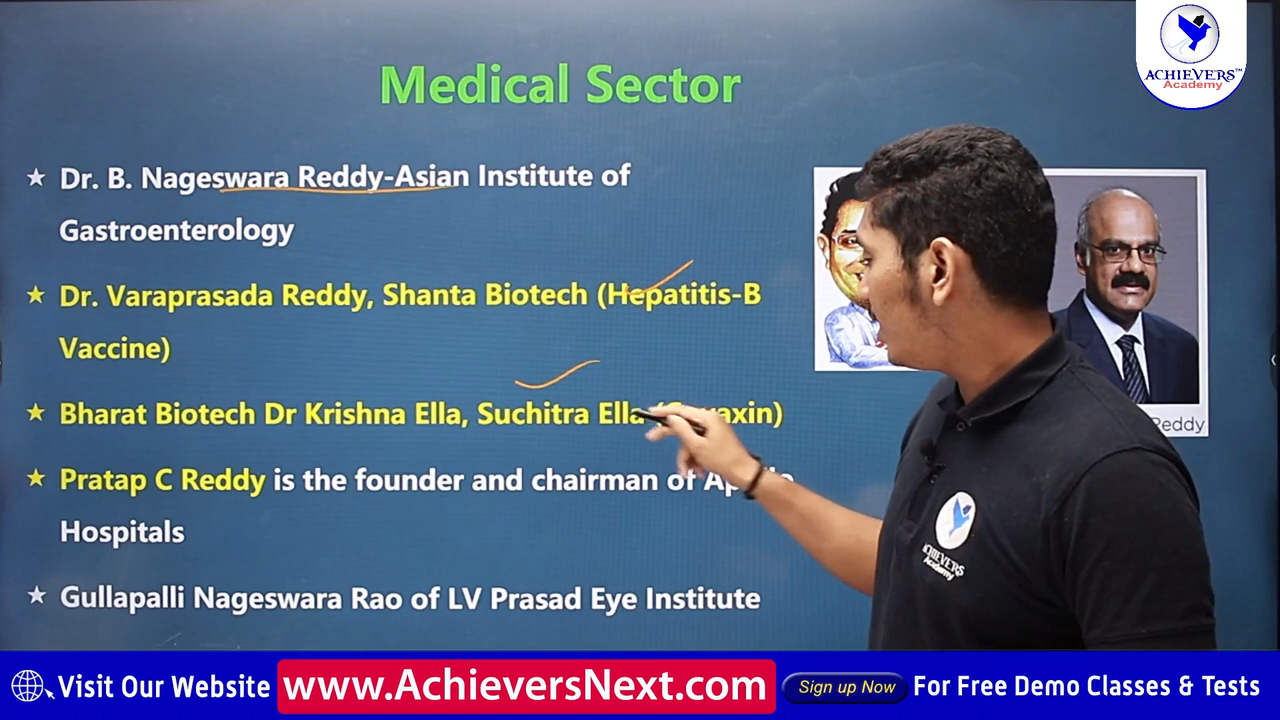 ACHIEVERS™
Academy
Medical Sector
★ Dr. B. Nageswara Reddy-Asian Institute of
Gastroenterology
★ Dr. Varaprasada Reddy, Shanta Biotech (Hepatitis-B
Vaccine)
★ Bharat Biotech Dr Krishna Ella, Suchitra Ella
★ Pratap C Reddy is the founder and chairman of
Hospitals
★ Gullapalli Nageswara Rao of LV Prasad Eye Institute
Reddy
ACHIEVERS
Academy
Visit Our Website www.AchieversNext.com Sign up Now For Free Demo Classes & Tests